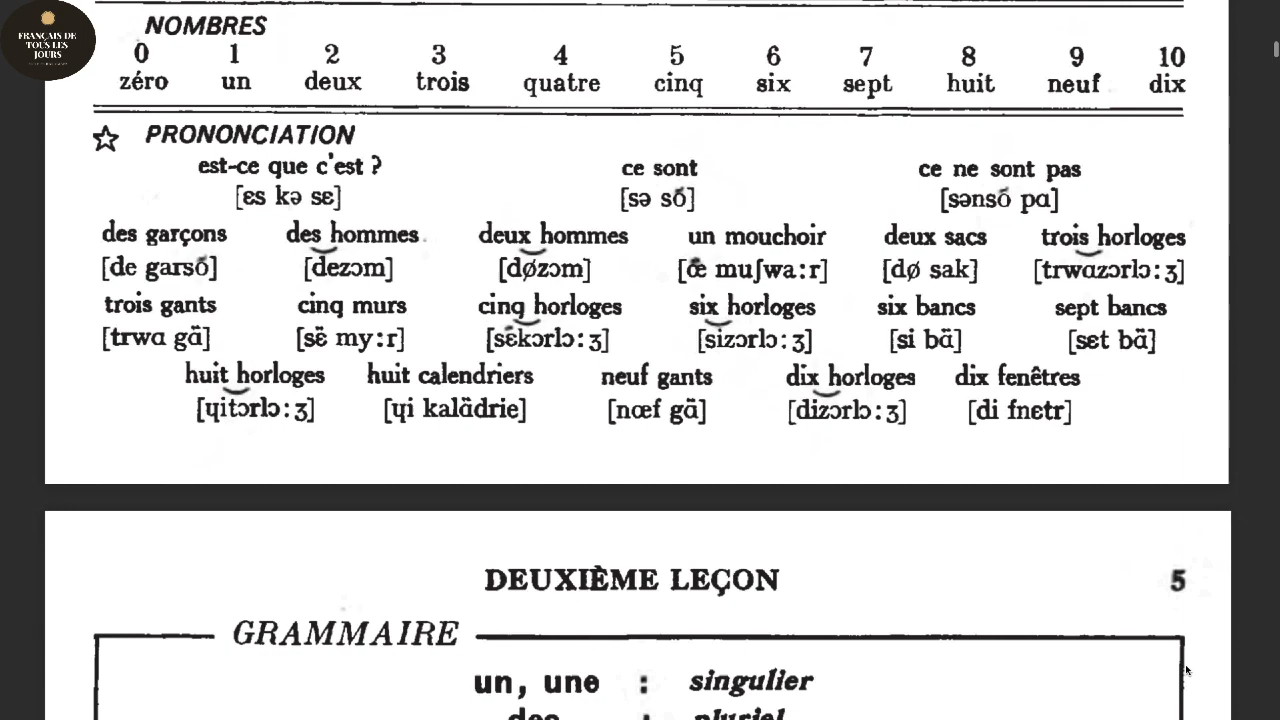 FRANÇAIS DE
TOUS LES
JOURS
NOMBRES
0 1 2 3 4 5 6 7 8 9 10
zéro un deux trois quatre cinq six sept huit neuf dix
☆ PRONONCIATION
est-ce que c'est ? ce sont ce ne sont pas
[ɛs kə sɛ] [sə sɔ̃] [sənsɔ̃ pɑ]
des garçons des hommes deux hommes un mouchoir deux sacs trois horloges
[de garsɔ̃] [dezɔm] [døzɔm] [œ̃ muʃwa:r] [dø sak] [trwɑzɔrlɔ:ʒ]
trois gants cinq murs cinq horloges six horloges six bancs sept bancs
[trwɑ gɑ̃] [sɛ̃ my:r] [sɛ̃kɔrlɔ:ʒ] [sizɔrlɔ:ʒ] [si bɑ̃] [sɛt bɑ̃]
huit horloges huit calendriers neuf gants dix horloges dix fenêtres
[ɥitɔrlɔ:ʒ] [ɥi kalɑ̃drie] [nœf gɑ̃] [dizɔrlɔ:ʒ] [di fnɛtr]
DEUXIÈME LEÇON 5
GRAMMAIRE
un, une : singulier
des : pluriel